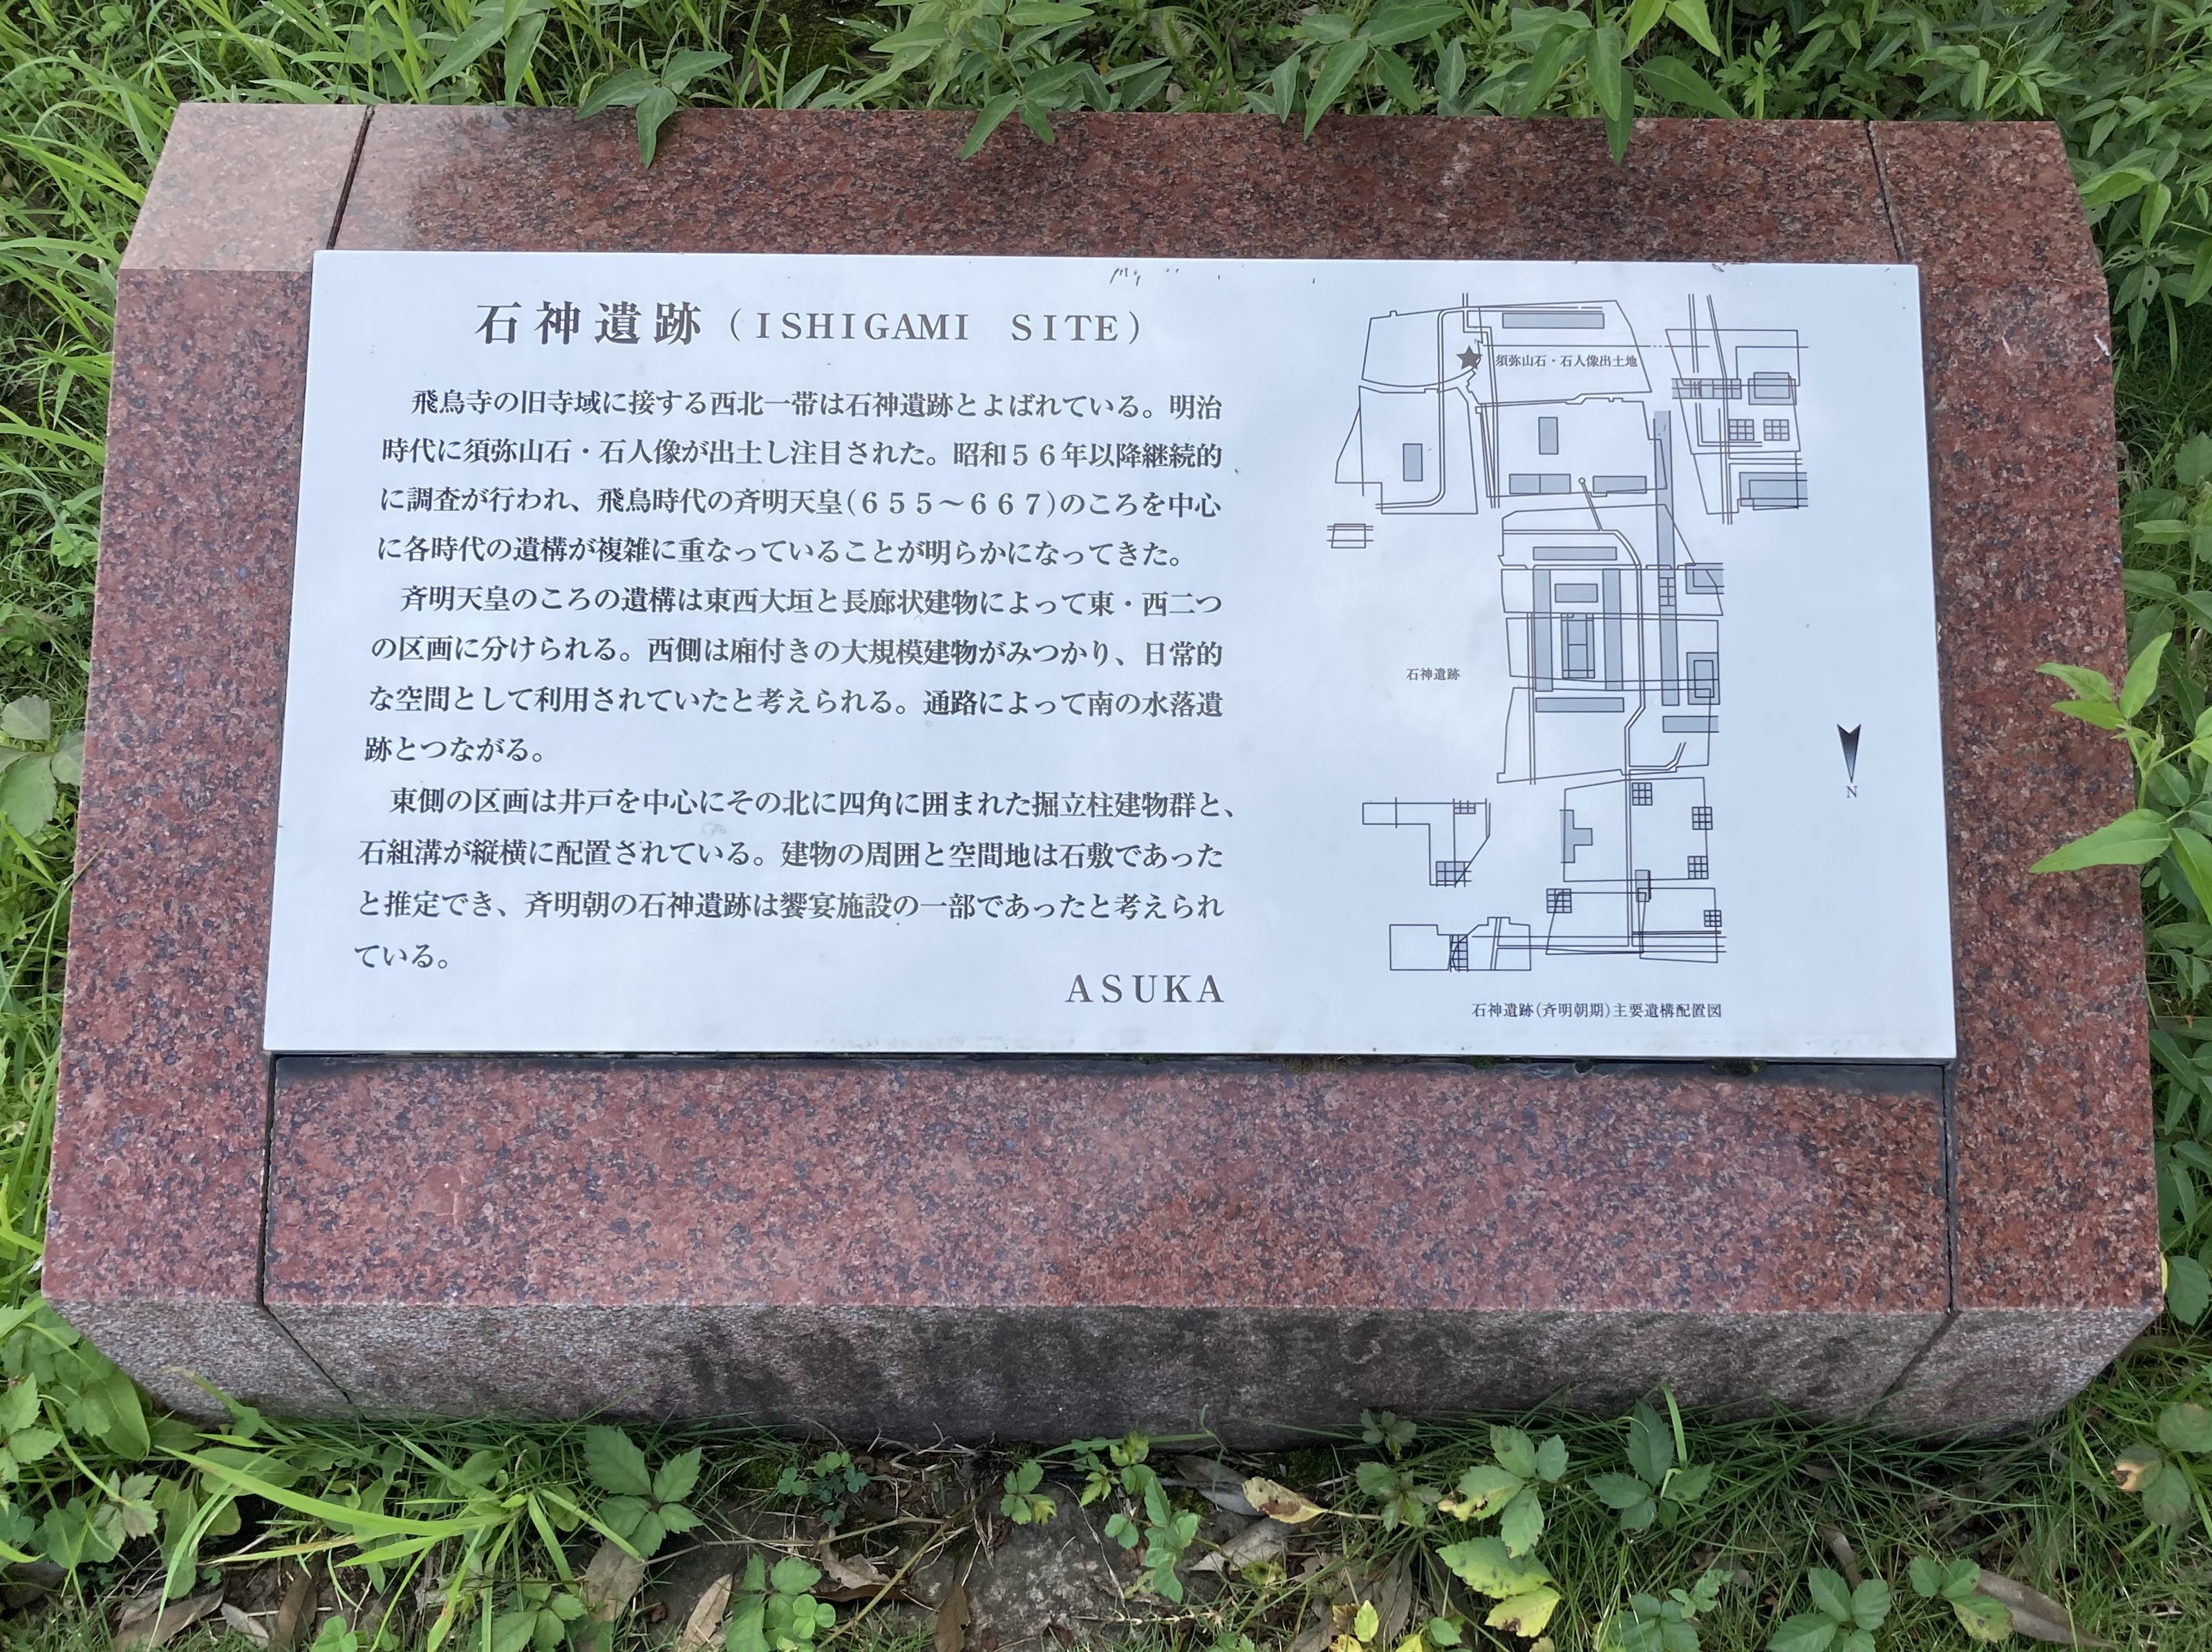 石神遺跡（ISHIGAMI SITE）
飛鳥寺の旧寺域に接する西北一帯は石神遺跡とよばれている。明治
時代に須弥山石・石人像が出土し注目された。昭和５６年以降継続的
に調査が行われ、飛鳥時代の斉明天皇(６５５～６６７)のころを中心
に各時代の遺構が複雑に重なっていることが明らかになってきた。
斉明天皇のころの遺構は東西大垣と長廊状建物によって東・西二つ
の区画に分けられる。西側は廂付きの大規模建物がみつかり、日常的
な空間として利用されていたと考えられる。通路によって南の水落遺
跡とつながる。
東側の区画は井戸を中心にその北に四角に囲まれた掘立柱建物群と、
石組溝が縦横に配置されている。建物の周囲と空間地は石敷であった
と推定でき、斉明朝の石神遺跡は饗宴施設の一部であったと考えられ
ている。
ASUKA
須弥山石・石人像出土地
石神遺跡
N
石神遺跡(斉明朝期)主要遺構配置図